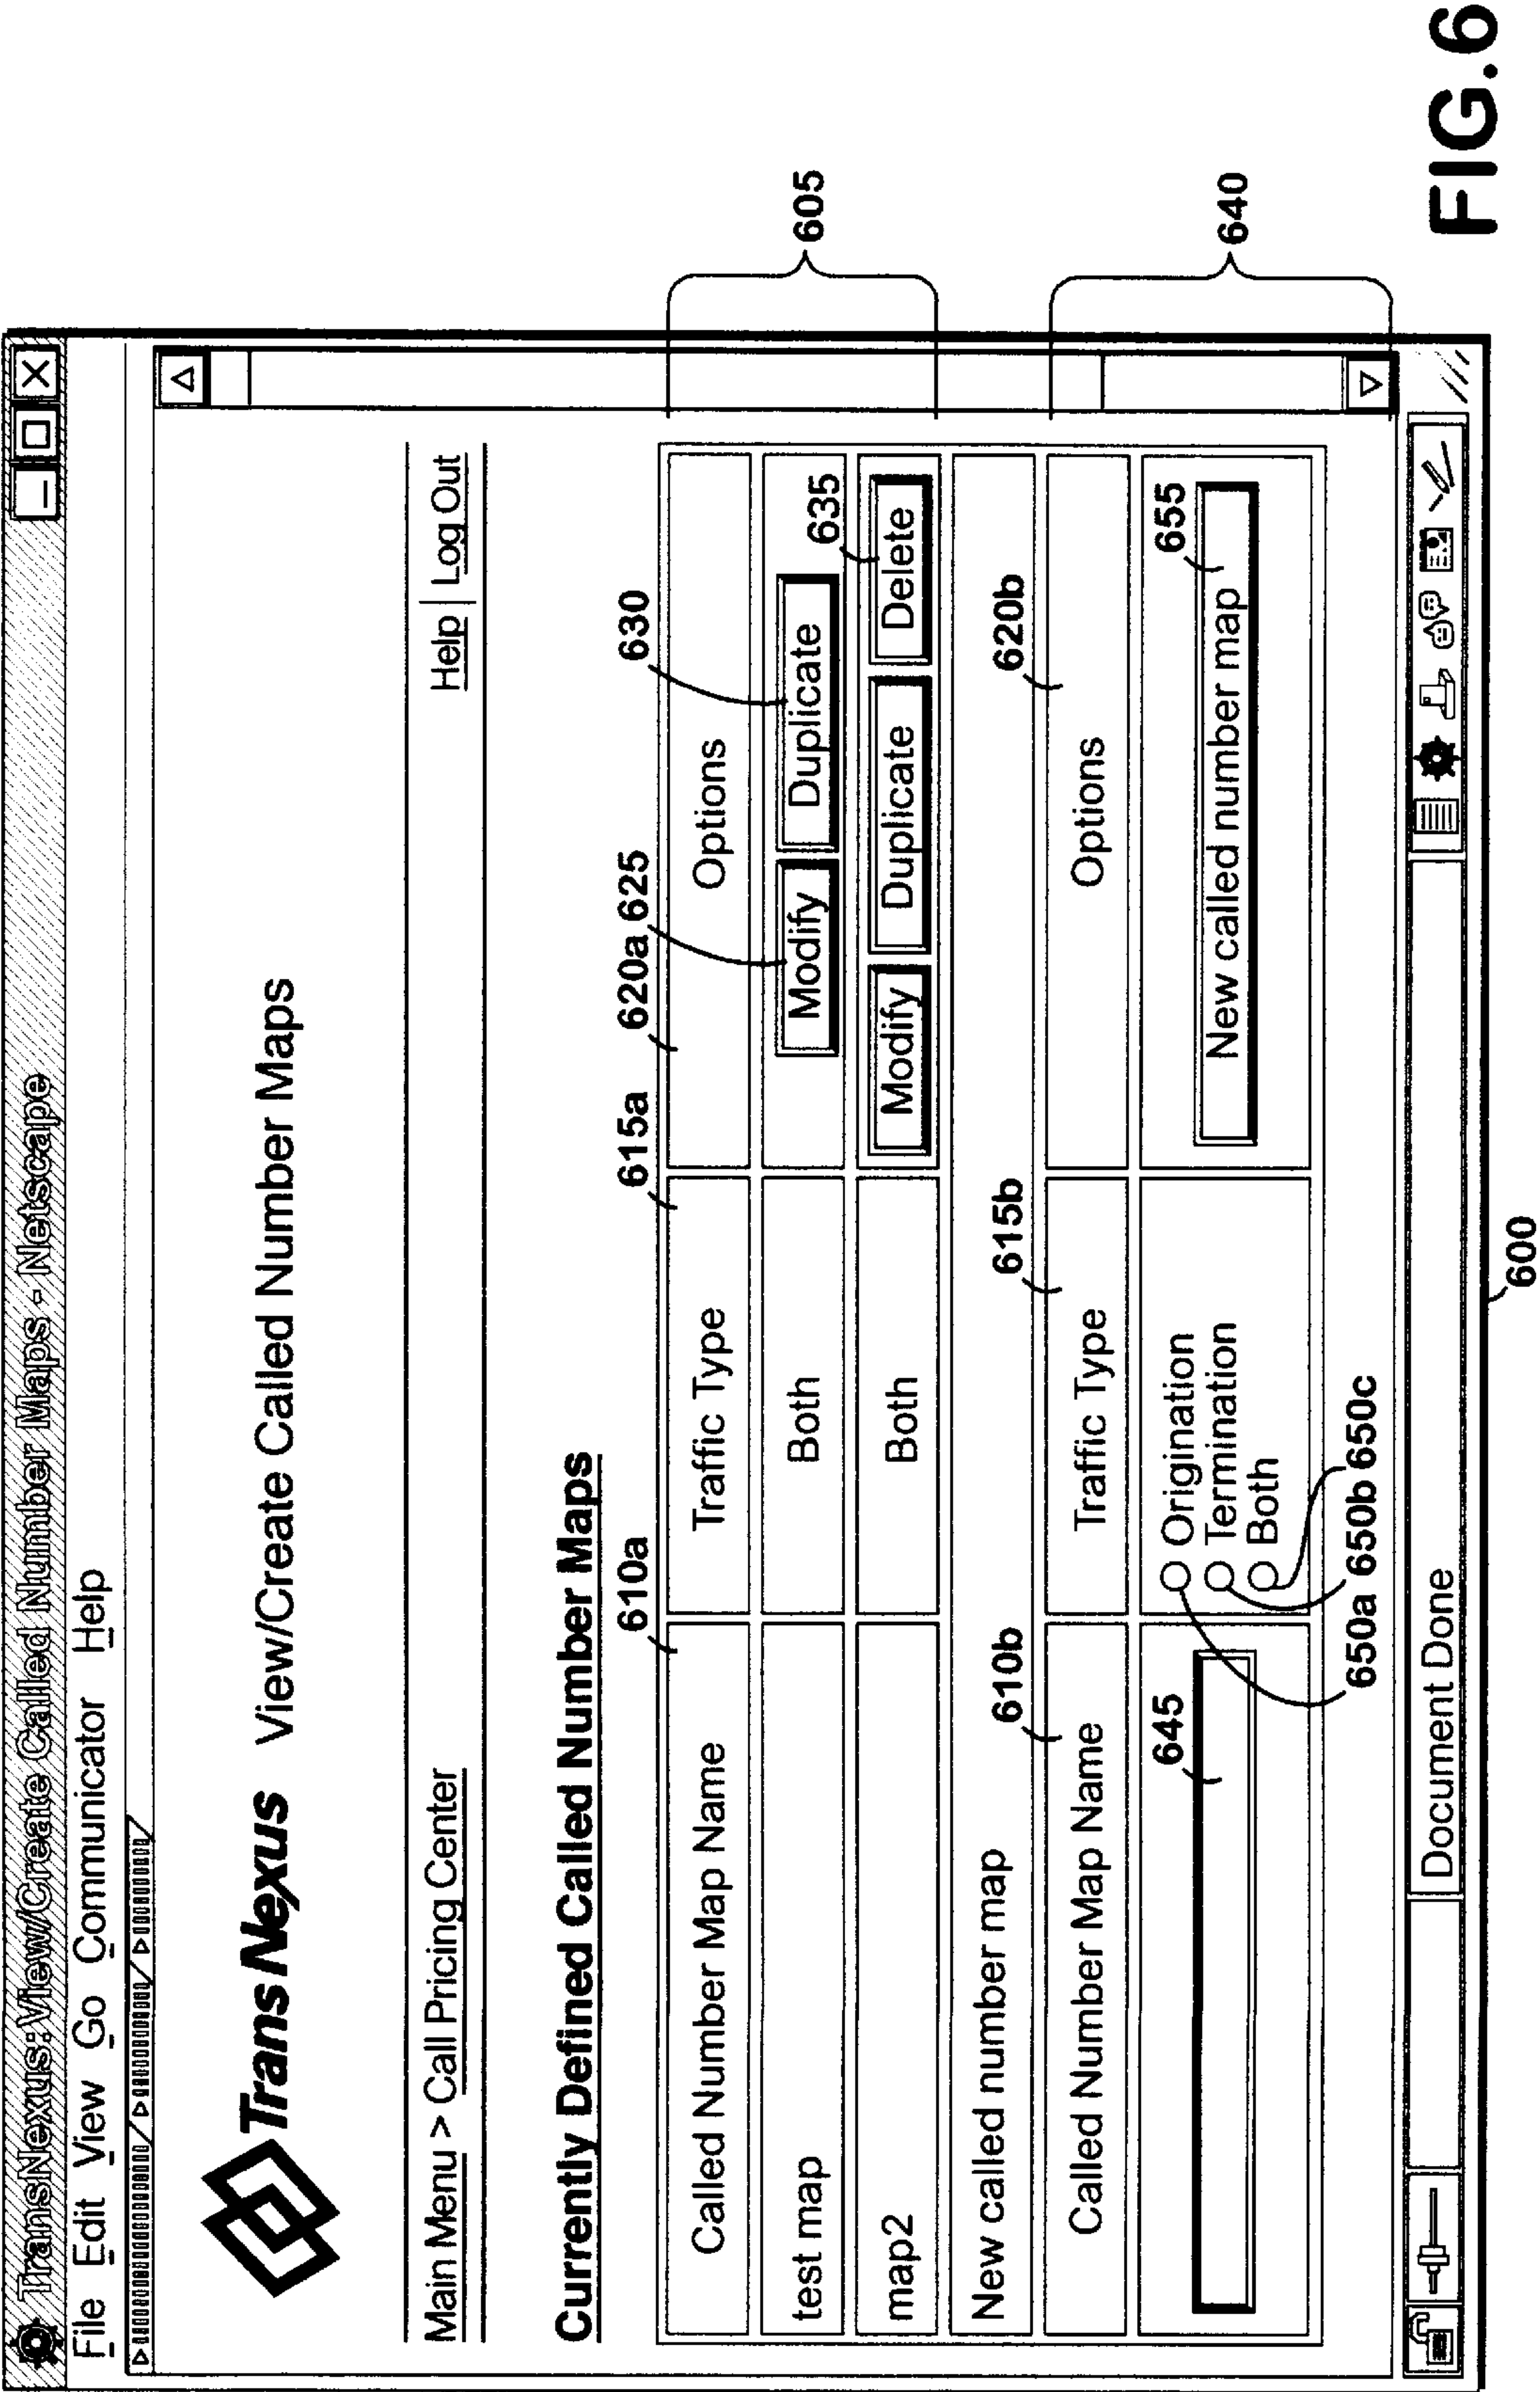 TransNexus:View/Create Called Number Maps - Netscape
File Edit View Go Communicator Help
TransNexus View/Create Called Number Maps
Main Menu > Call Pricing Center Help | Log Out
Currently Defined Called Number Maps
610a 615a 620a 625 630
Called Number Map Name Traffic Type Options
605
test map Both Modify Duplicate
635
map2 Both Modify Duplicate Delete
New called number map
610b 615b 620b
Called Number Map Name Traffic Type Options
640
645 Origination 655
Termination New called number map
Both
650a 650b 650c
Document Done
600
FIG.6